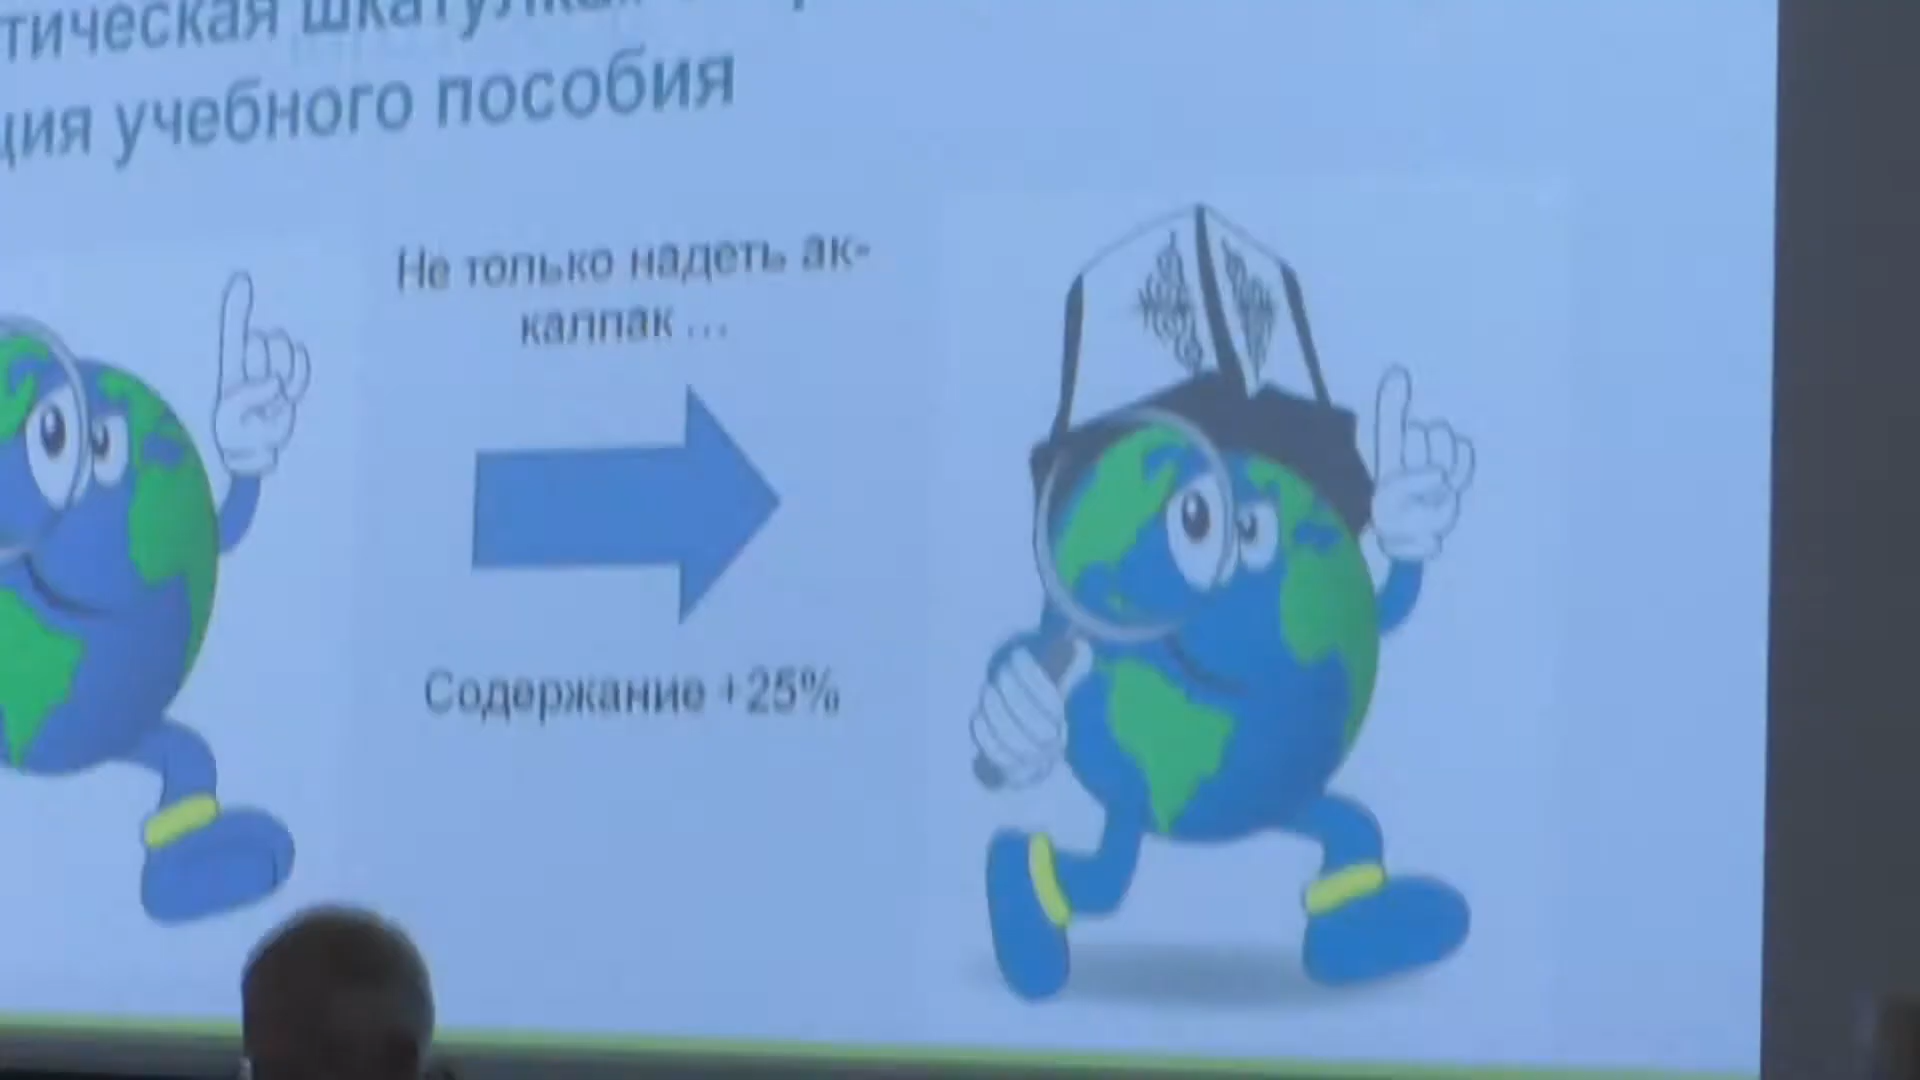 тическая шкатулка
ция учебного пособия
Не только надеть ак-
калпак ...
Содержание +25%